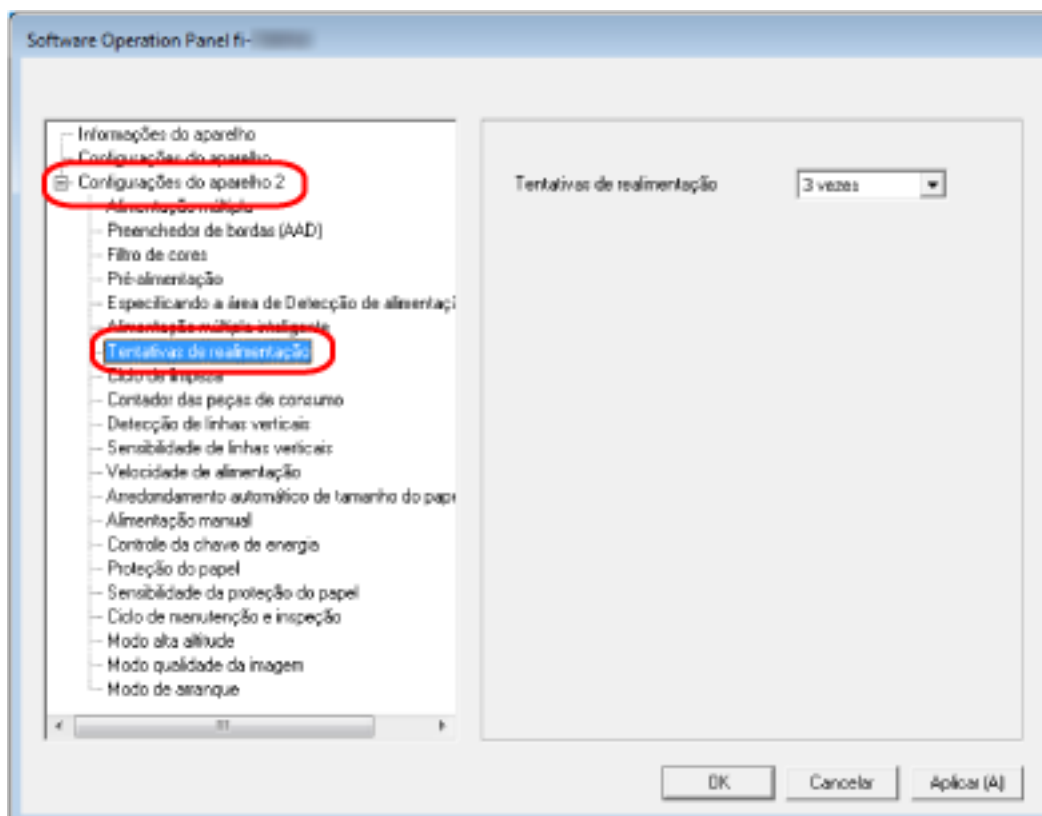 Software Operation Panel fi-
Informações do aparelho
Configurações do aparelho
Configurações do aparelho 2
Alimentação múltipla
Preenchedor de bordas (AAD)
Filtro de cores
Pré-alimentação
Especificando a área de Detecção de alimentaçã
Alimentação múltipla inteligente
Tentativas de realimentação
Ciclo de limpeza
Contador das peças de consumo
Detecção de linhas verticais
Sensibilidade de linhas verticais
Velocidade de alimentação
Arredondamento automático de tamanho do pape
Alimentação manual
Controle da chave de energia
Proteção do papel
Sensibilidade da proteção do papel
Ciclo de manutenção e inspeção
Modo alta altitude
Modo qualidade da imagem
Modo de arranque
Tentativas de realimentação
3 vezes
OK
Cancelar
Aplicar (A)